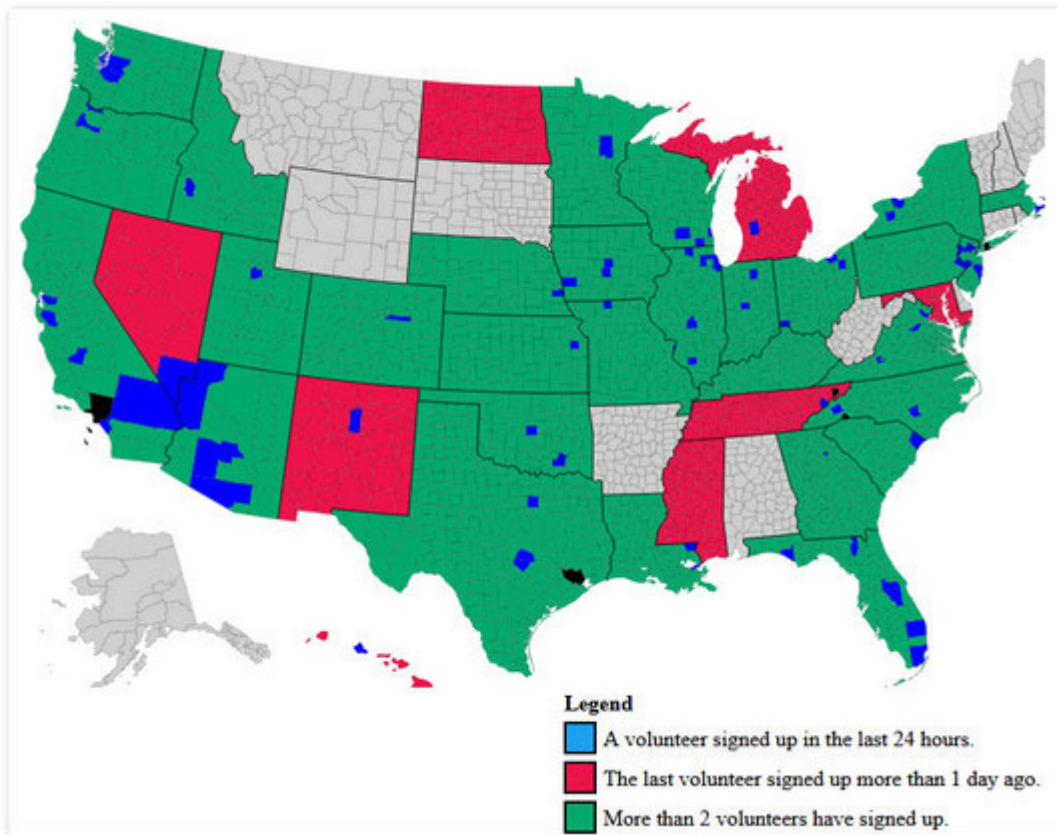 Legend
A volunteer signed up in the last 24 hours.
The last volunteer signed up more than 1 day ago.
More than 2 volunteers have signed up.